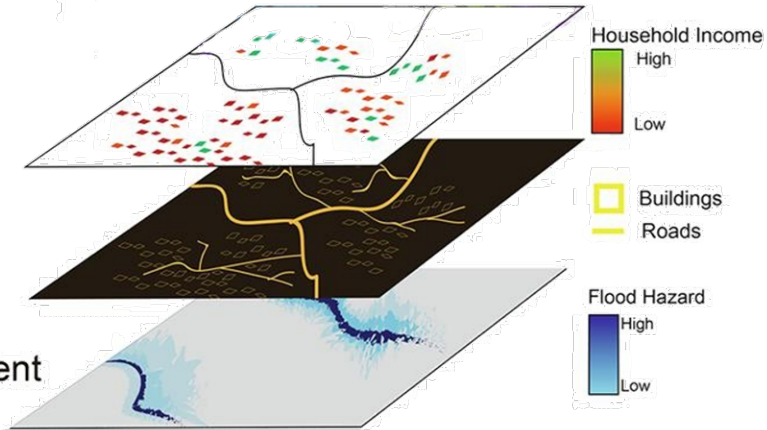 Household Income
High
Low
Buildings
Roads
Flood Hazard
High
Low
ent